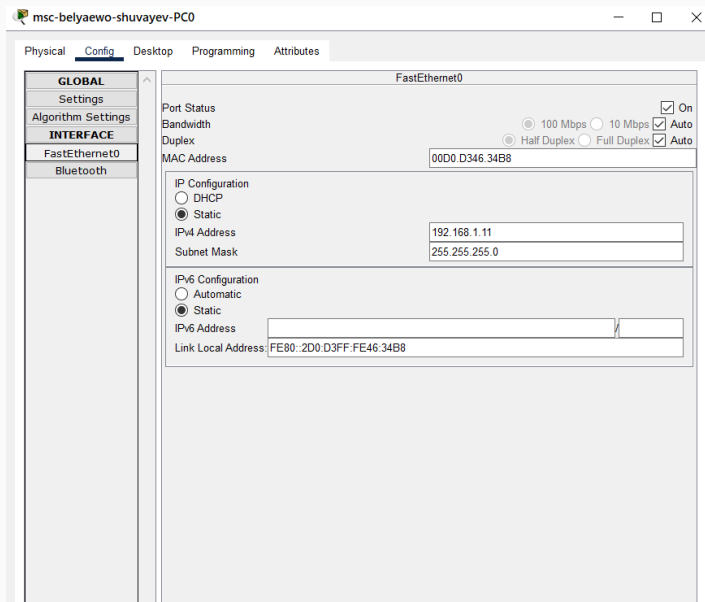 msc-belyaewo-shuvayev-PC0
Physical Config Desktop Programming Attributes
GLOBAL
Settings
Algorithm Settings
INTERFACE
FastEthernet0
Bluetooth
FastEthernet0
Port Status On
Bandwidth 100 Mbps 10 Mbps Auto
Duplex Half Duplex Full Duplex Auto
MAC Address 00D0.D346.34B8
IP Configuration
DHCP
Static
IPv4 Address 192.168.1.11
Subnet Mask 255.255.255.0
IPv6 Configuration
Automatic
Static
IPv6 Address /
Link Local Address: FE80::2D0:D3FF:FE46:34B8